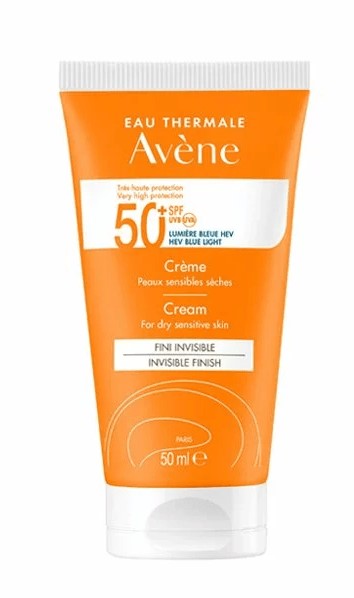 EAU THERMALE
Avène
Très haute protection
Very high protection
50+ SPF
UVB-UVA
LUMIÈRE BLEUE HEV
HEV BLUE LIGHT
Crème
Peaux sensibles sèches
Cream
For dry sensitive skin
FINI INVISIBLE
INVISIBLE FINISH
PARIS
50 ml ℮